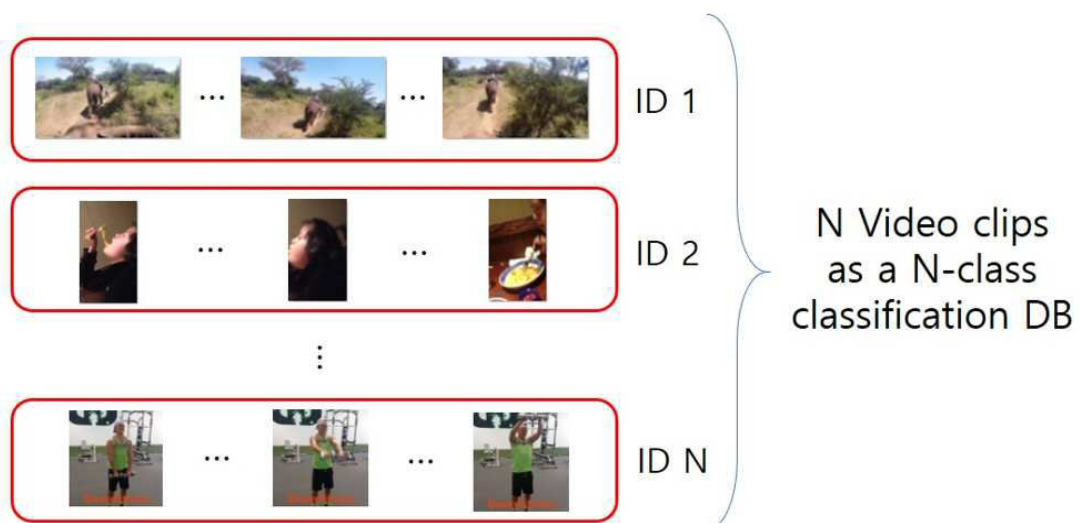 ID 1
ID 2
ID N
N Video clips
as a N-class
classification DB